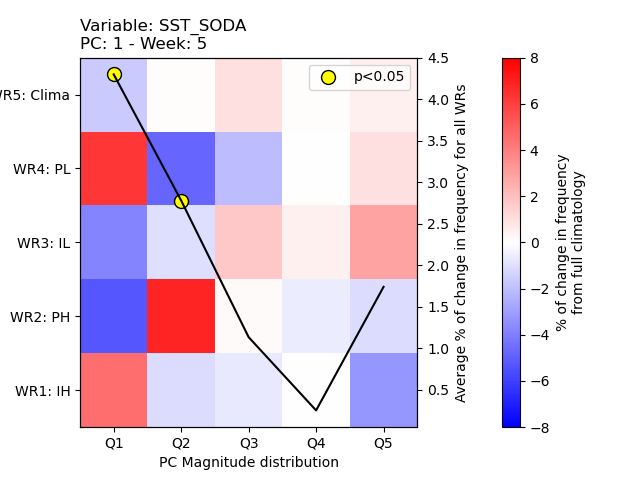 Variable: SST_SODA
PC: 1 - Week: 5
p<0.05
R5: Clima
WR4: PL
WR3: IL
WR2: PH
WR1: IH
Q1 Q2 Q3 Q4 Q5
PC Magnitude distribution
4.5
4.0
3.5
3.0
2.5
2.0
1.5
1.0
0.5
Average % of change in frequency for all WRs
8
6
4
2
0
−2
−4
−6
−8
% of change in frequency
from full climatology